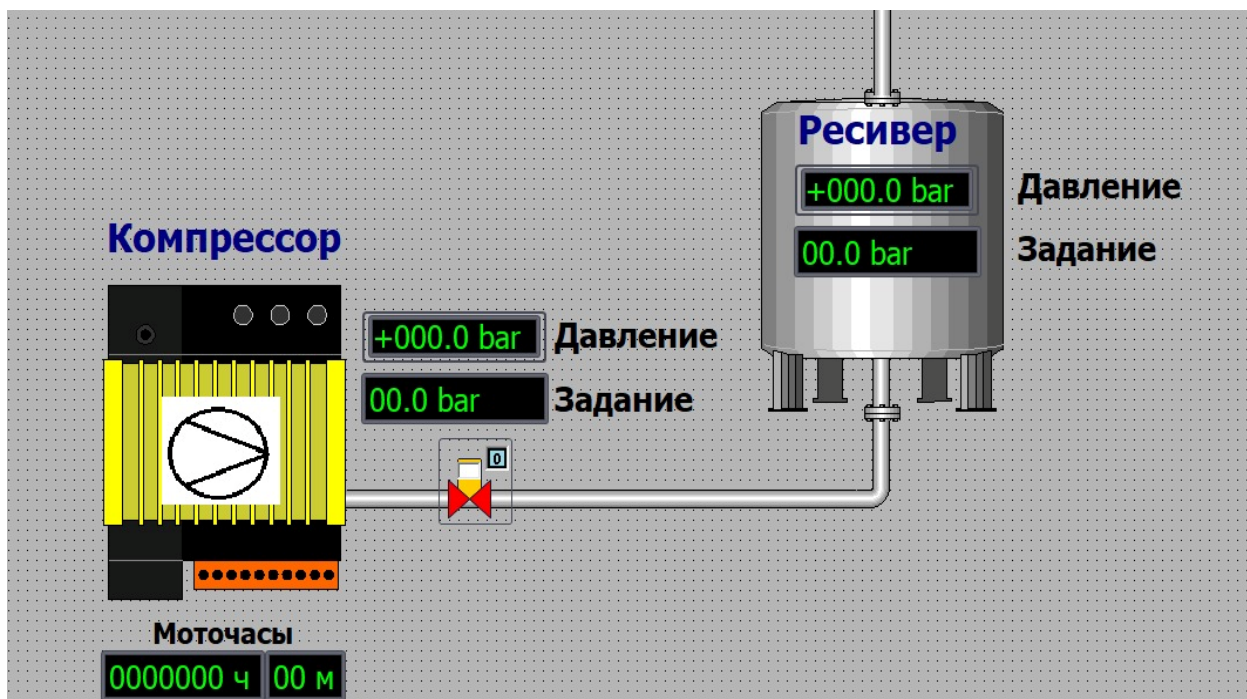 Ресивер
+000.0 bar Давление
00.0 bar Задание
Компрессор
+000.0 bar Давление
00.0 bar Задание
0
Моточасы
0000000 ч 00 м